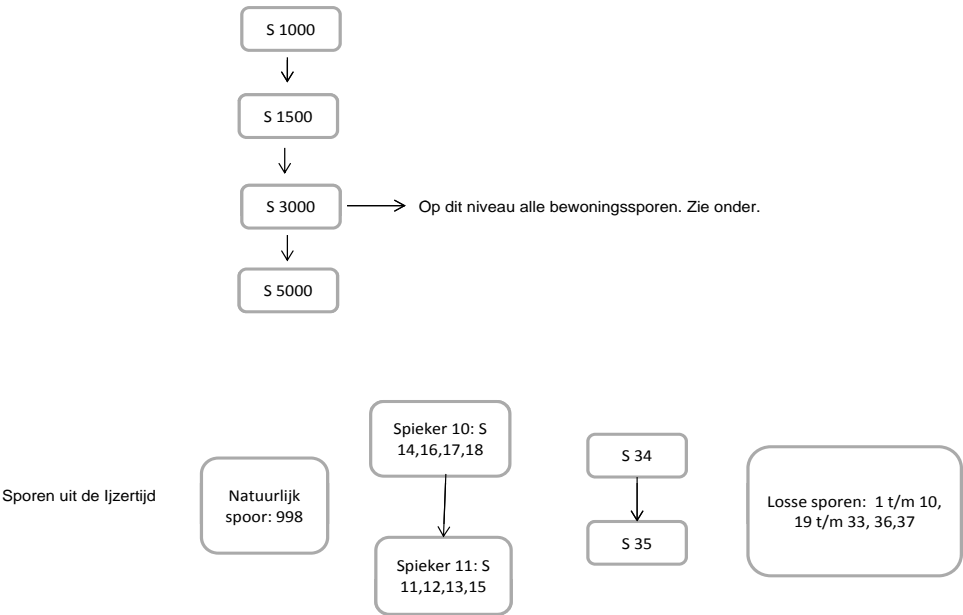 S 1000
S 1500
S 3000
Op dit niveau alle bewoningssporen. Zie onder.
S 5000
Sporen uit de Ijzertijd
Natuurlijk
spoor: 998
Spieker 10: S
14,16,17,18
Spieker 11: S
11,12,13,15
S 34
S 35
Losse sporen:  1 t/m 10,
19 t/m 33, 36,37